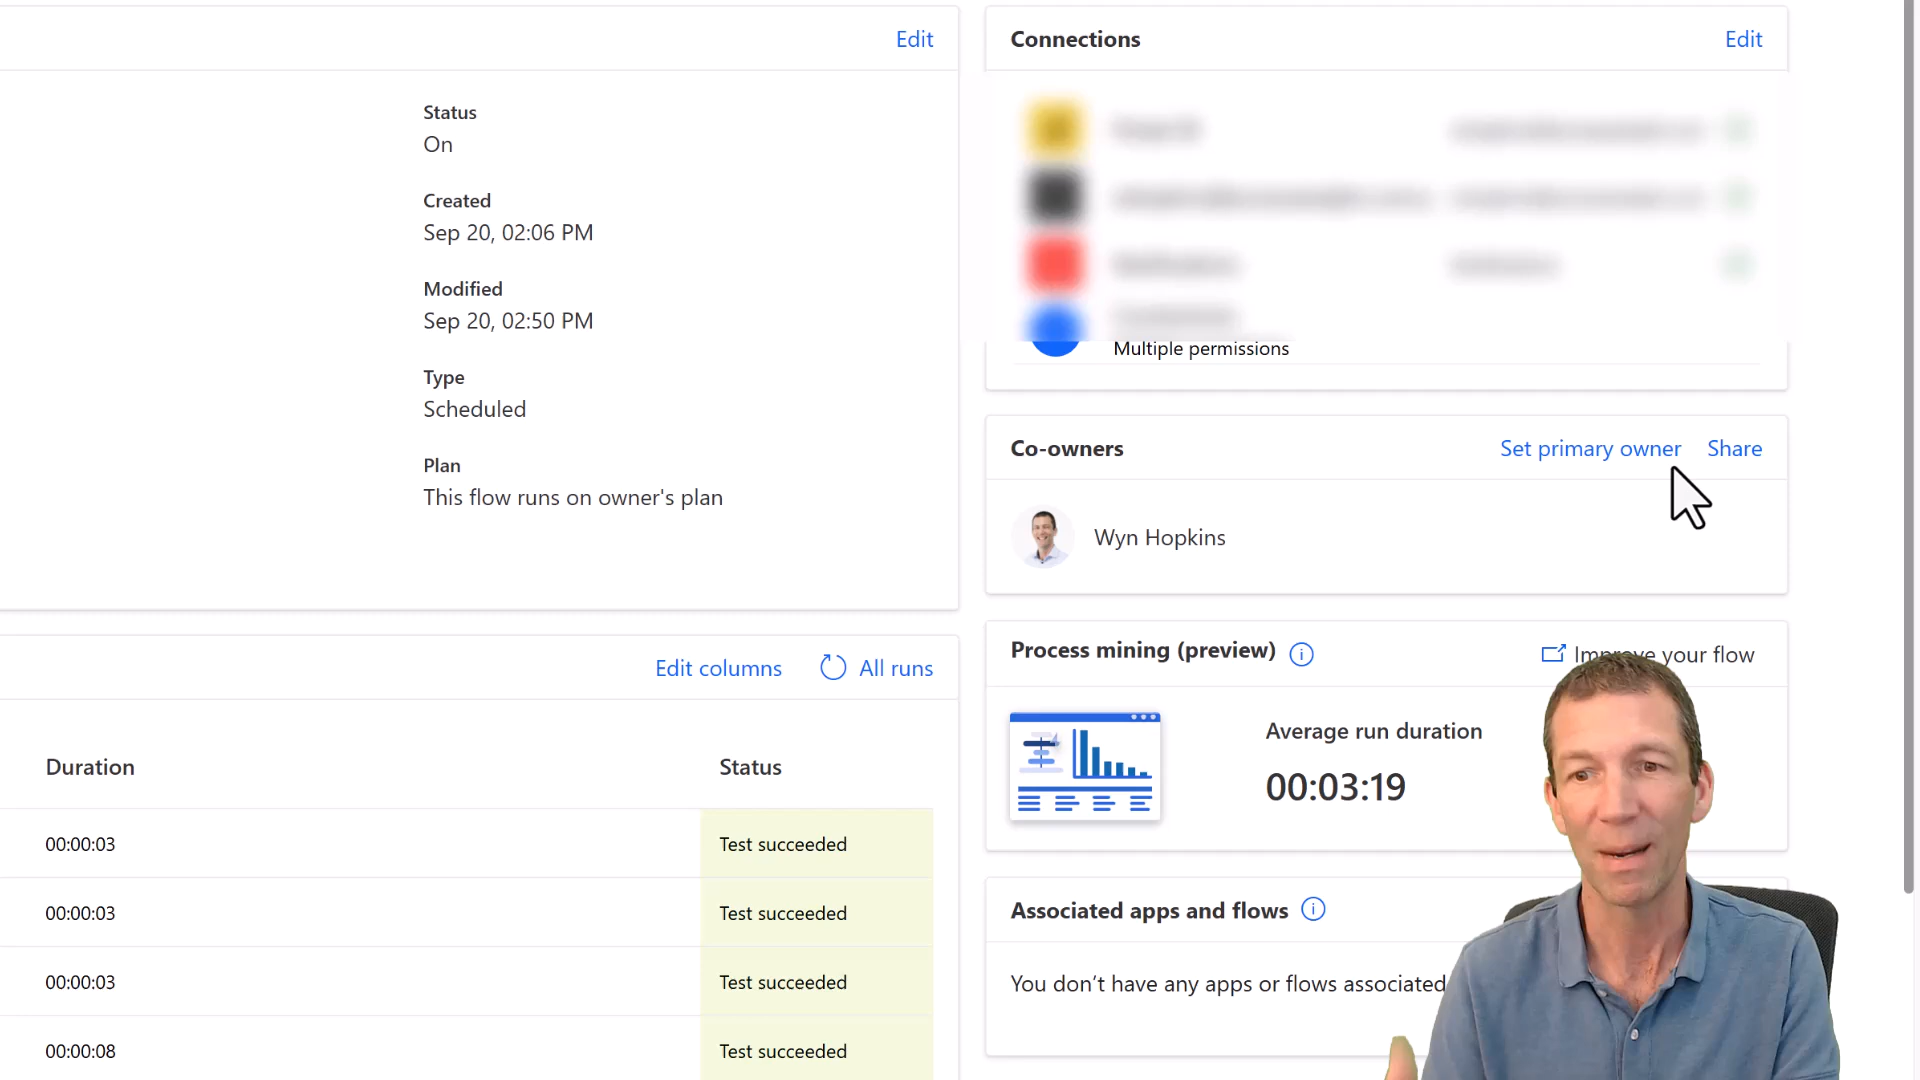 Edit
Status
On
Created
Sep 20, 02:06 PM
Modified
Sep 20, 02:50 PM
Type
Scheduled
Plan
This flow runs on owner's plan
Edit columns
All runs
Duration
Status
00:00:03
Test succeeded
00:00:03
Test succeeded
00:00:03
Test succeeded
00:00:08
Test succeeded
Connections
Edit
Multiple permissions
Co-owners
Set primary owner
Share
Wyn Hopkins
Process mining (preview)
Improve your flow
Average run duration
00:03:19
Associated apps and flows
You don't have any apps or flows associated